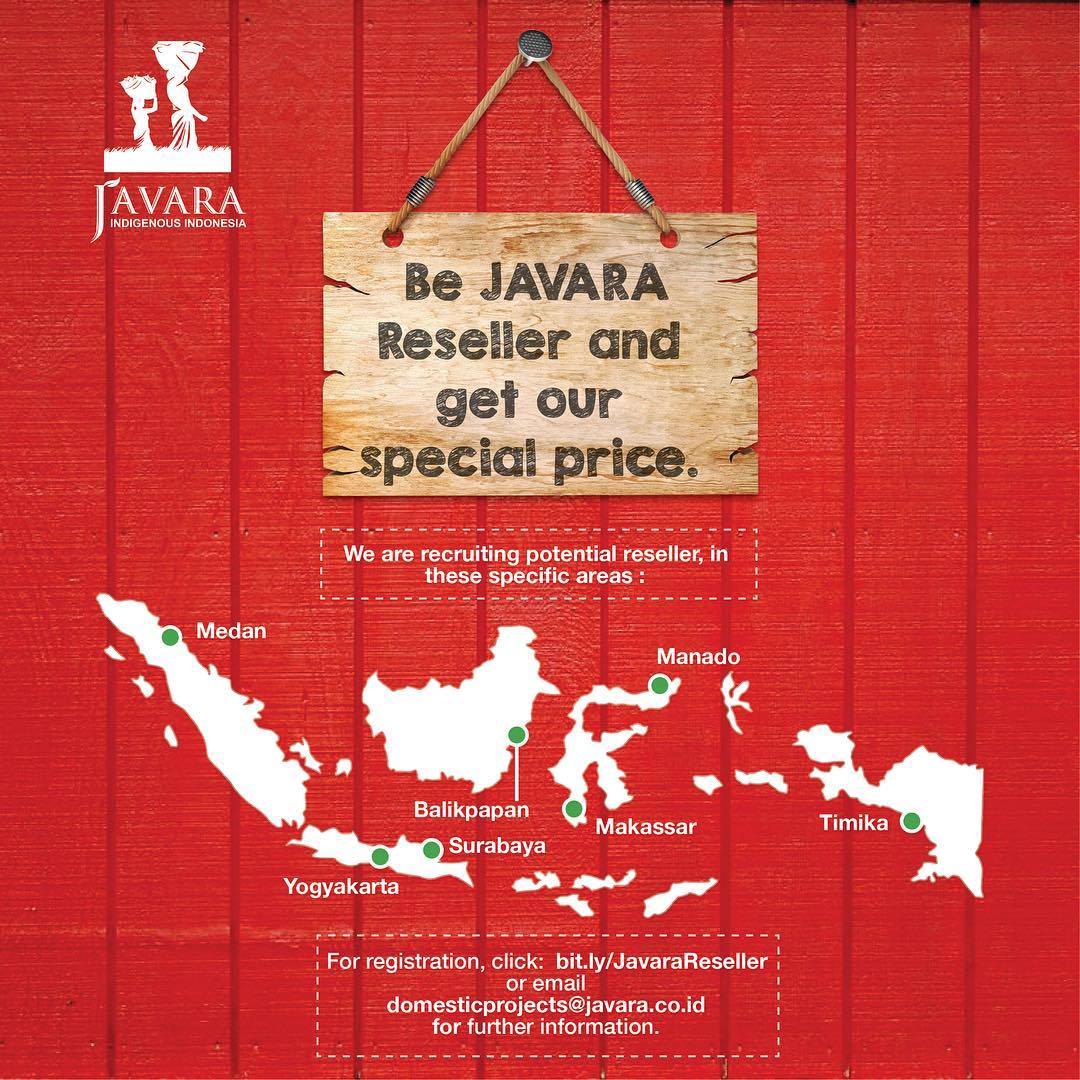 JAVARA
INDIGENOUS INDONESIA
Be JAVARA
Reseller and
get our
special price.
We are recruiting potential reseller, in
these specific areas :
Medan
Manado
Balikpapan
Makassar
Timika
Surabaya
Yogyakarta
For registration, click: bit.ly/JavaraReseller
or email
domesticprojects@javara.co.id
for further information.